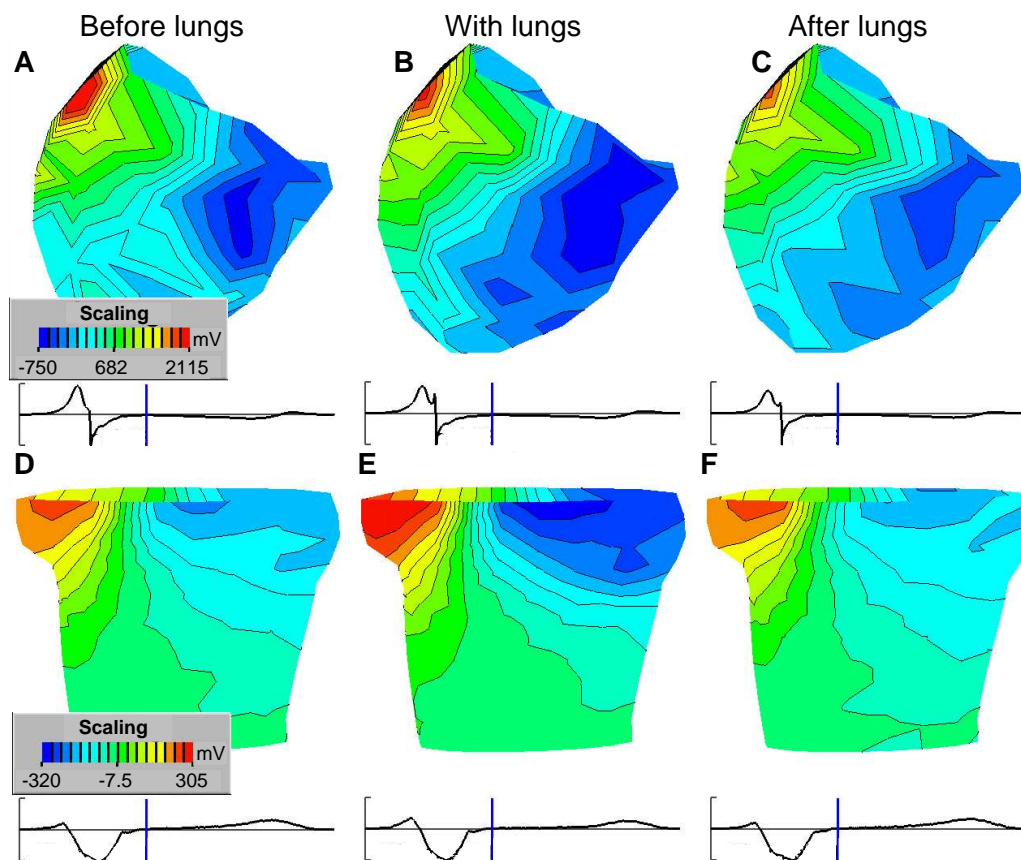 Before lungs
With lungs
After lungs
A
B
C
Scaling
mV
-750 682 2115
D
E
F
Scaling
mV
-320 -7.5 305